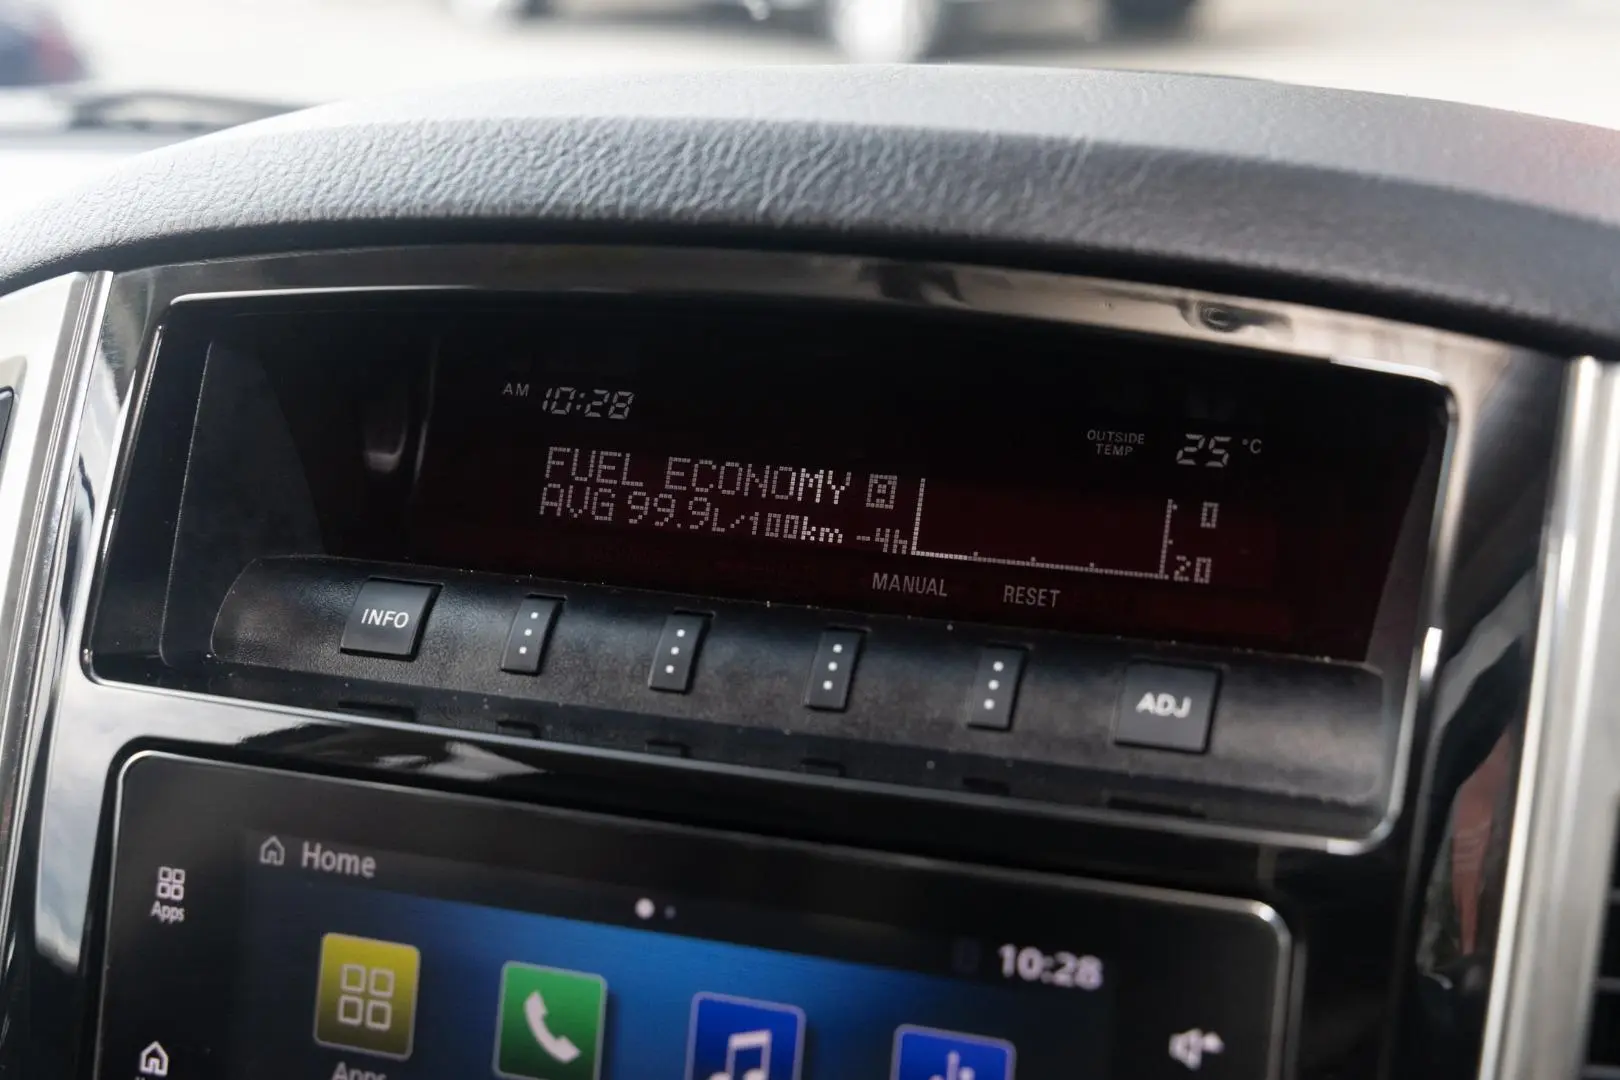 AM 10:28
OUTSIDE TEMP 25 °C
FUEL ECONOMY
AVG 99.9L/100km -4h
0
20
MANUAL RESET
INFO
ADJ
Home
Apps
10:28
Apps